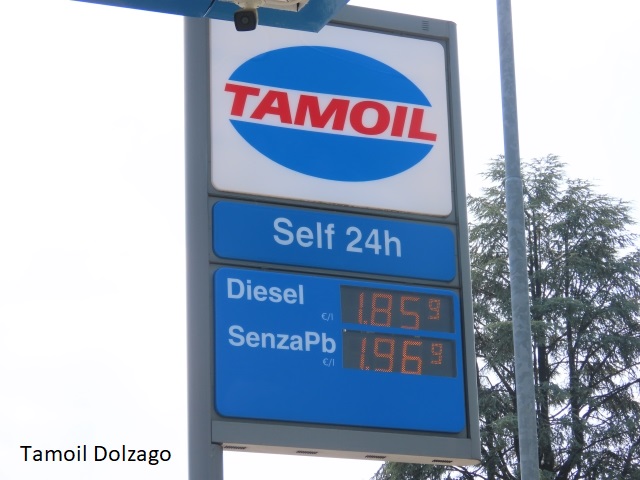 TAMOIL
Self 24h
Diesel €/l 1.859
SenzaPb €/l 1.969
Tamoil Dolzago